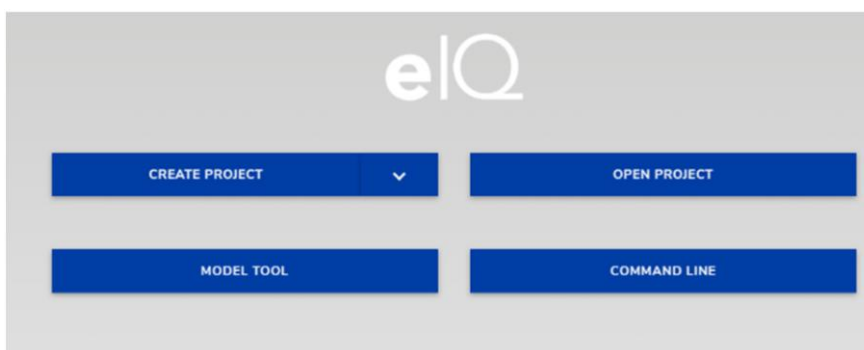 eIQ
CREATE PROJECT
OPEN PROJECT
MODEL TOOL
COMMAND LINE